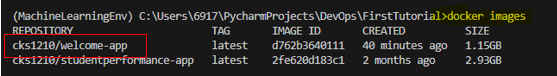 (MachineLearningEnv) C:\Users\6917\PycharmProjects\DevOps\FirstTutorial>docker images
REPOSITORY TAG IMAGE ID CREATED SIZE
cks1210/welcome-app latest d762b3640111 40 minutes ago 1.15GB
cks1210/studentperformance-app latest 2fe620d183c1 2 months ago 2.93GB